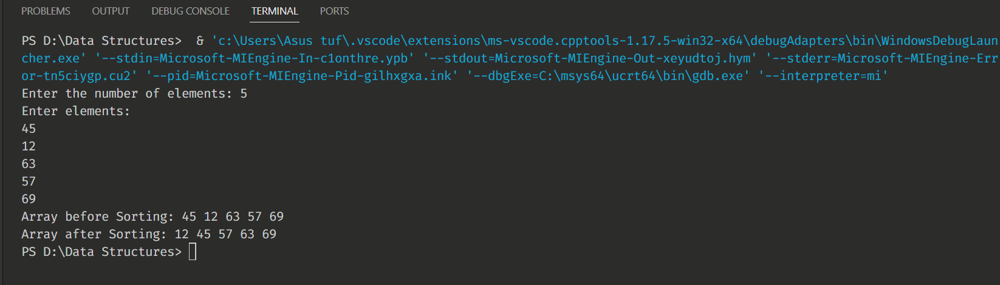 PROBLEMS OUTPUT DEBUG CONSOLE TERMINAL PORTS
PS D:\Data Structures>  & 'c:\Users\Asus tuf\.vscode\extensions\ms-vscode.cpptools-1.17.5-win32-x64\debugAdapters\bin\WindowsDebugLaun
cher.exe' '--stdin=Microsoft-MIEngine-In-c1onthre.ypb' '--stdout=Microsoft-MIEngine-Out-xeyudtoj.hym' '--stderr=Microsoft-MIEngine-Err
or-tn5ciygp.cu2' '--pid=Microsoft-MIEngine-Pid-gilhxgxa.ink' '--dbgExe=C:\msys64\ucrt64\bin\gdb.exe' '--interpreter=mi'
Enter the number of elements: 5
Enter elements:
45
12
63
57
69
Array before Sorting: 45 12 63 57 69
Array after Sorting: 12 45 57 63 69
PS D:\Data Structures>